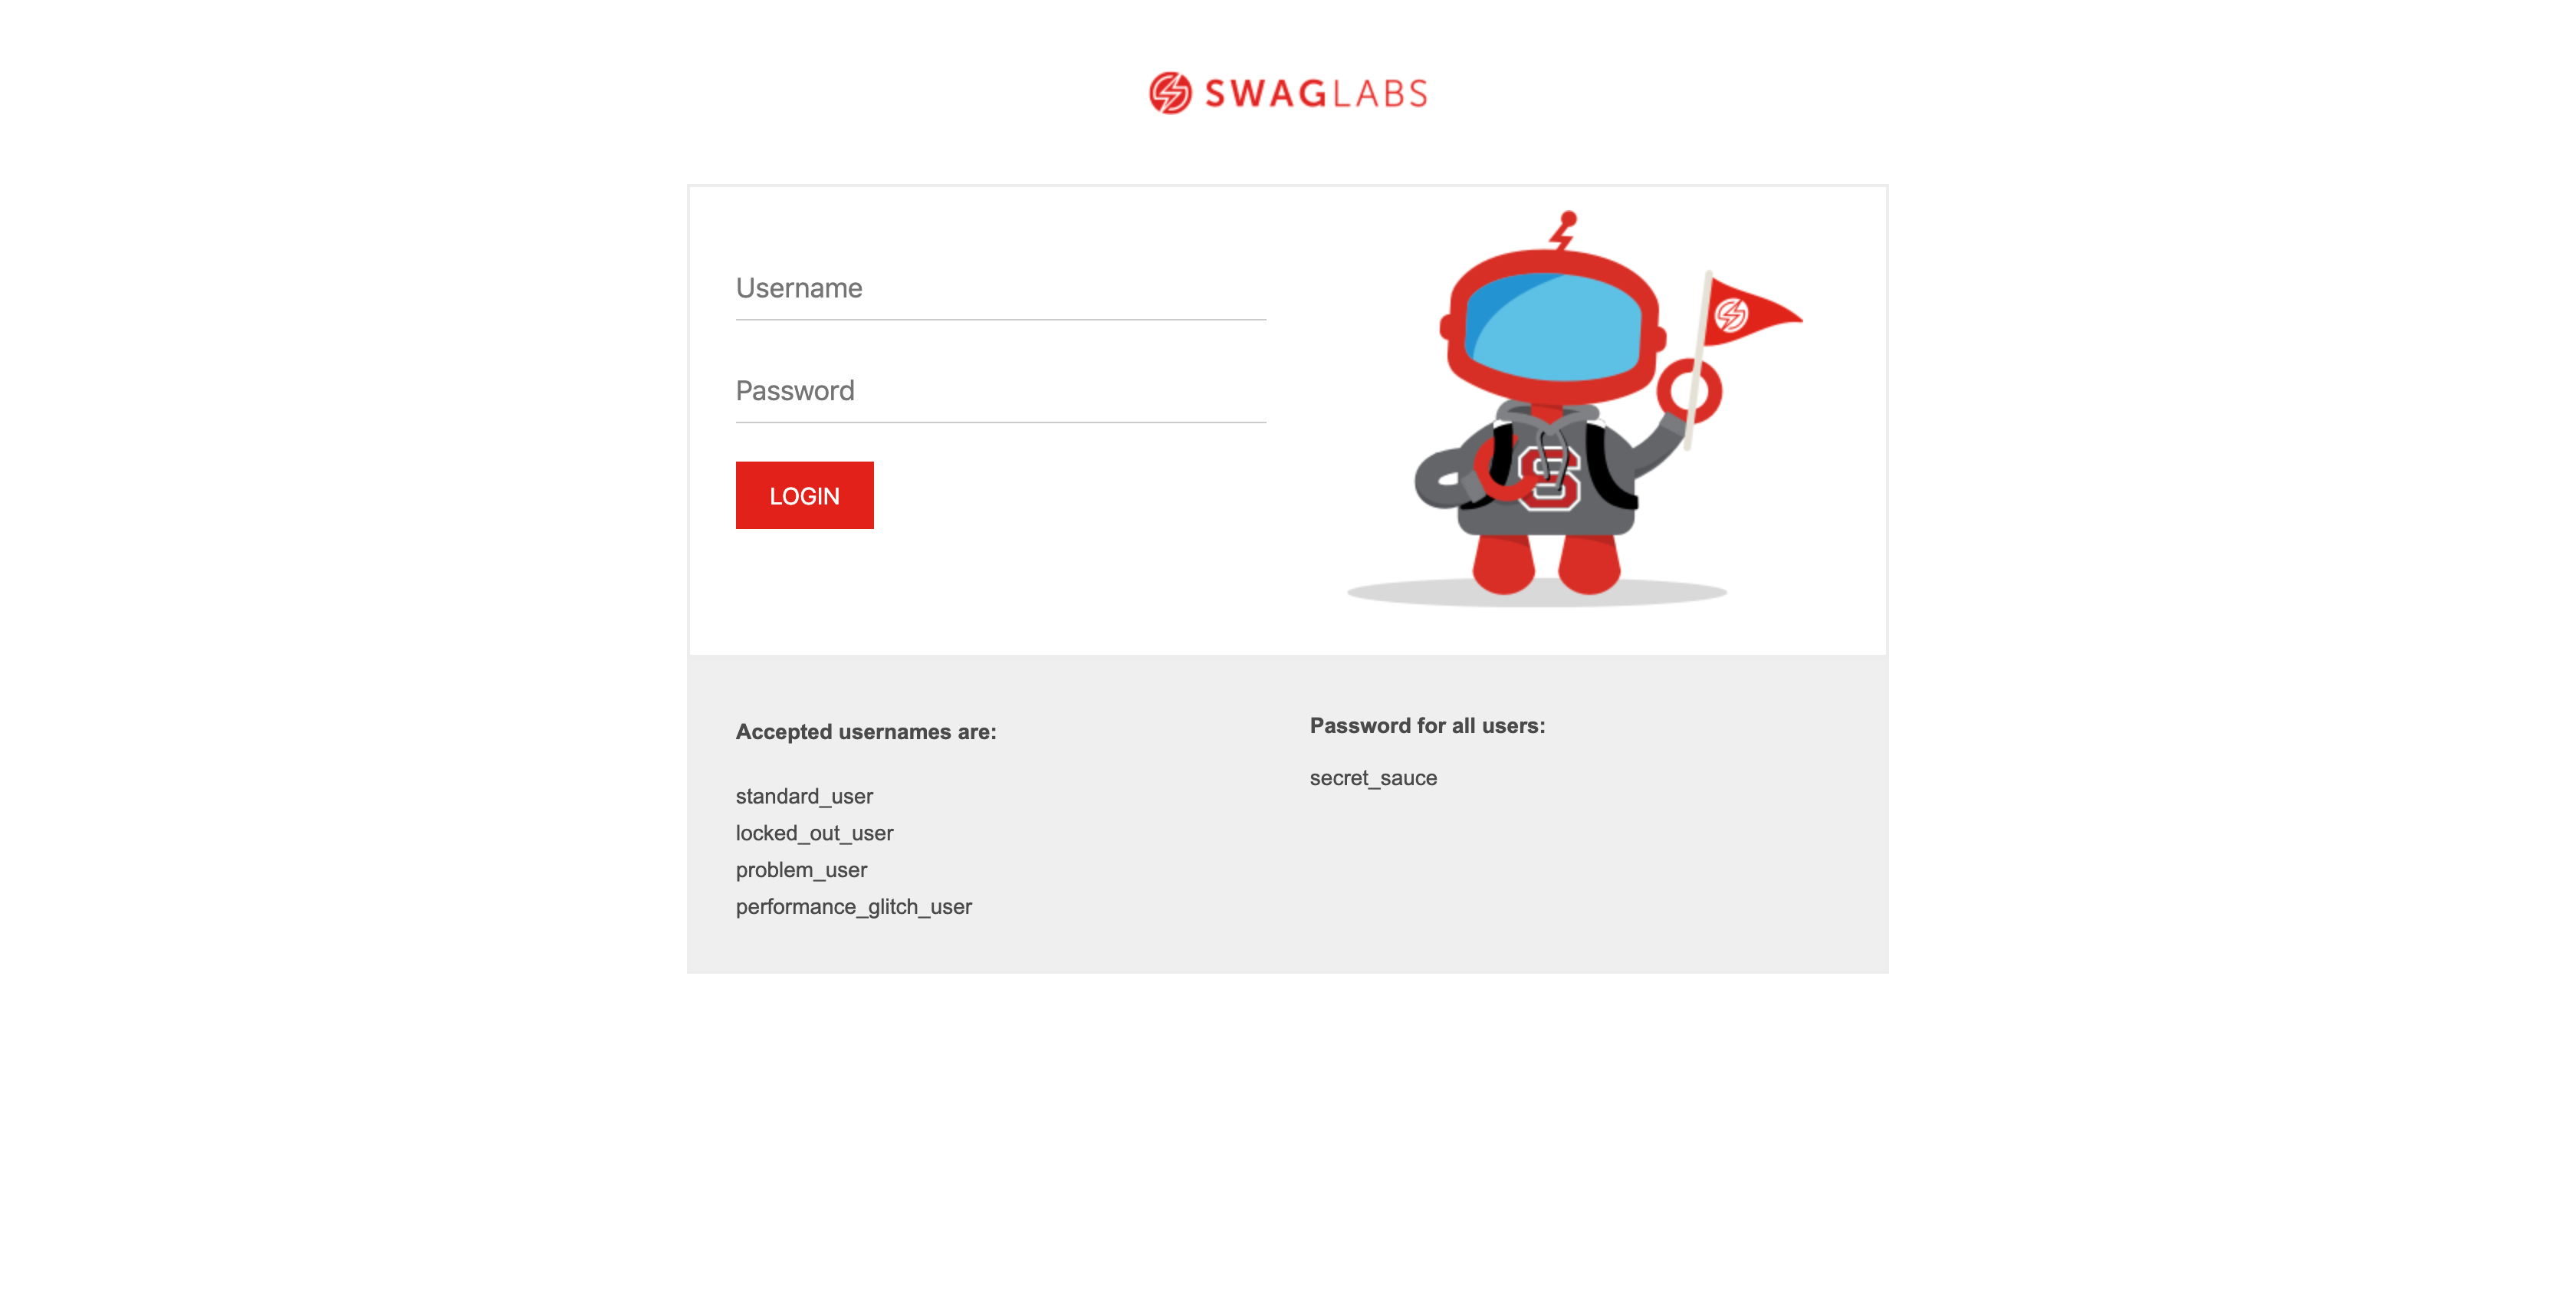 SWAGLABS
Username
Password
LOGIN
S
Accepted usernames are:
standard_user
locked_out_user
problem_user
performance_glitch_user
Password for all users:
secret_sauce